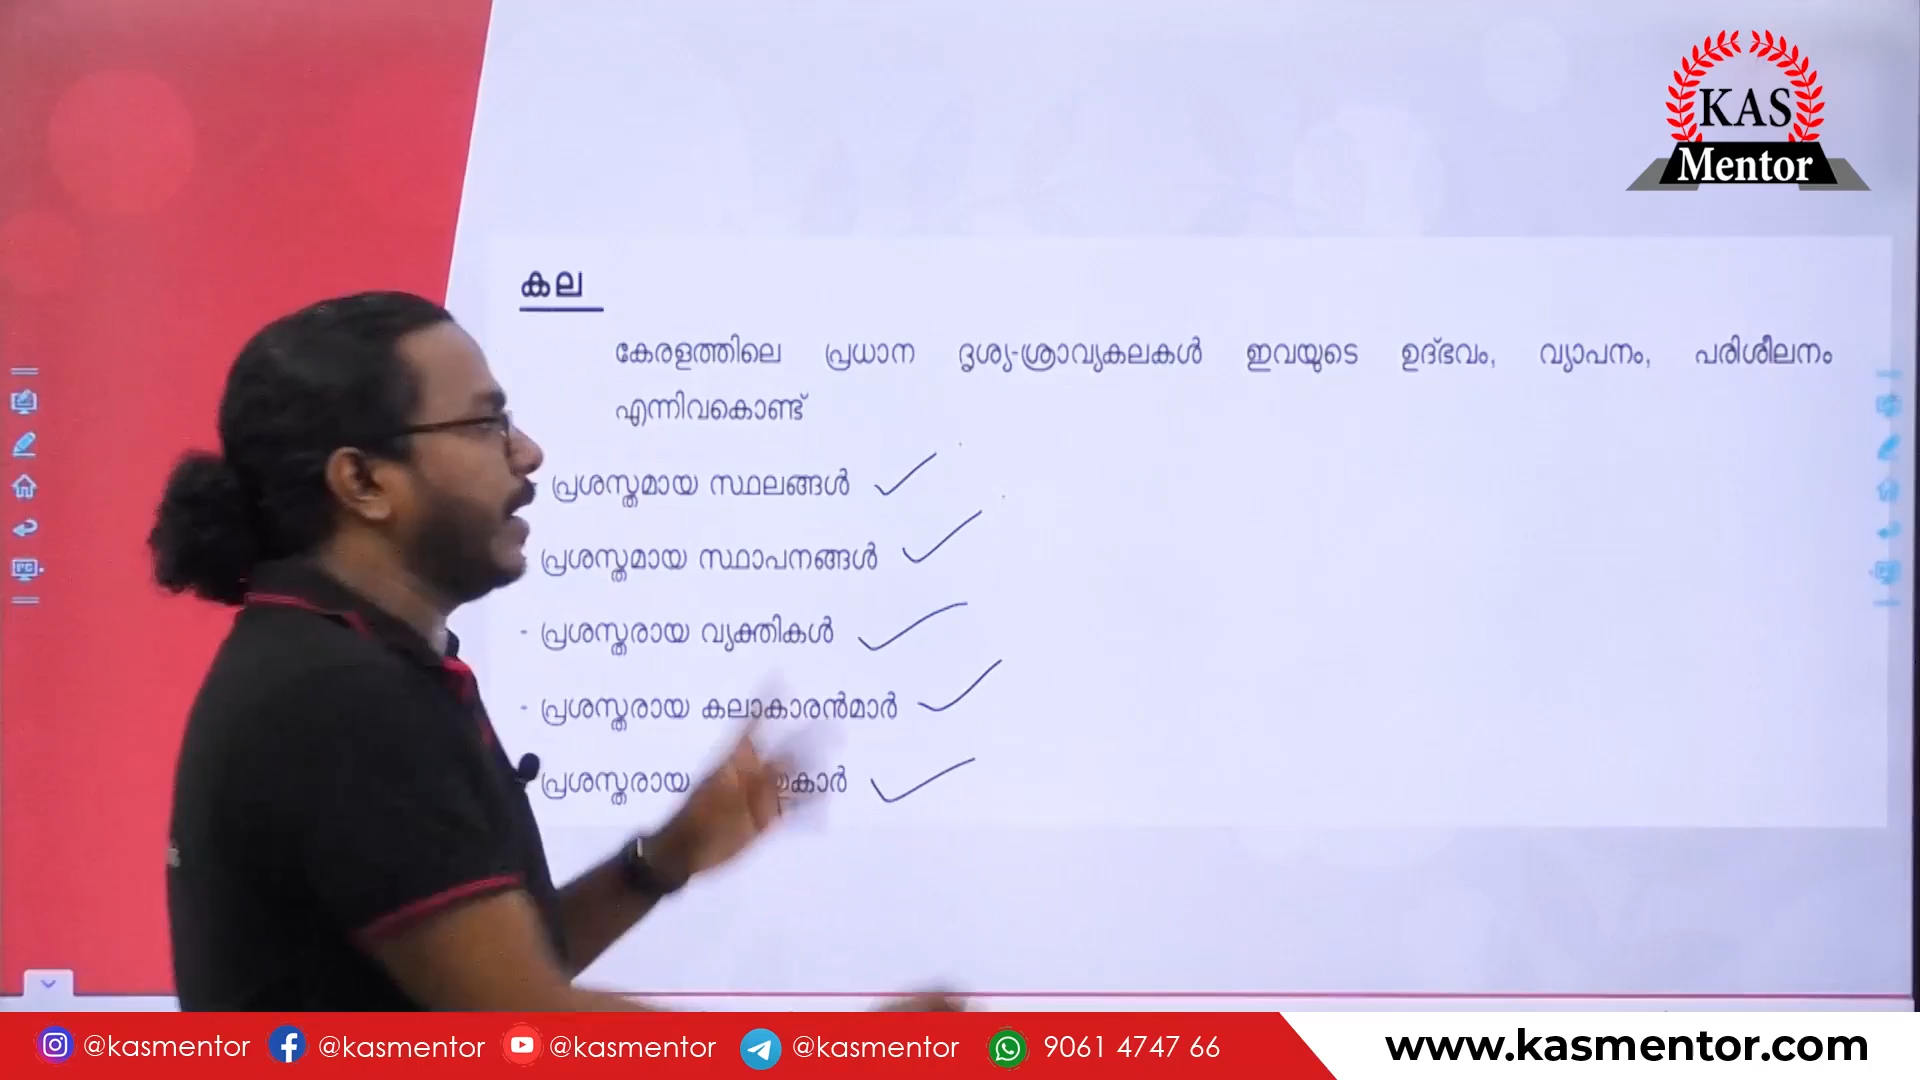 KAS
Mentor
കല
കേരളത്തിലെ പ്രധാന ദൃശ്യ-ശ്രാവ്യകലകൾ ഇവയുടെ ഉദ്ഭവം, വ്യാപനം, പരിശീലനം
എന്നിവകൊണ്ട്
പ്രശസ്തമായ സ്ഥലങ്ങൾ
പ്രശസ്തമായ സ്ഥാപനങ്ങൾ
- പ്രശസ്തരായ വ്യക്തികൾ
- പ്രശസ്തരായ കലാകാരൻമാർ
പ്രശസ്തരായ
@kasmentor @kasmentor @kasmentor @kasmentor 9061 4747 66 www.kasmentor.com